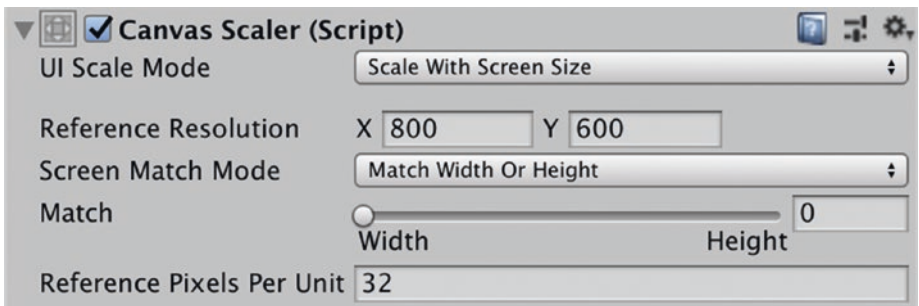 Canvas Scaler (Script)
UI Scale Mode Scale With Screen Size
Reference Resolution X 800 Y 600
Screen Match Mode Match Width Or Height
Match 0
Width Height
Reference Pixels Per Unit 32